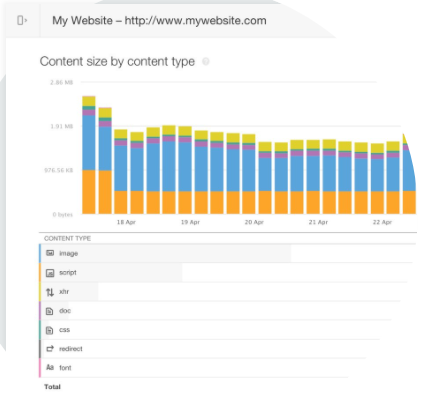 My Website – http://www.mywebsite.com
Content size by content type
2.86 MB
1.91 MB
976.56 KB
0 bytes
18 Apr 19 Apr 20 Apr 21 Apr 22 Apr
CONTENT TYPE
image
script
xhr
doc
css
redirect
Aa font
Total